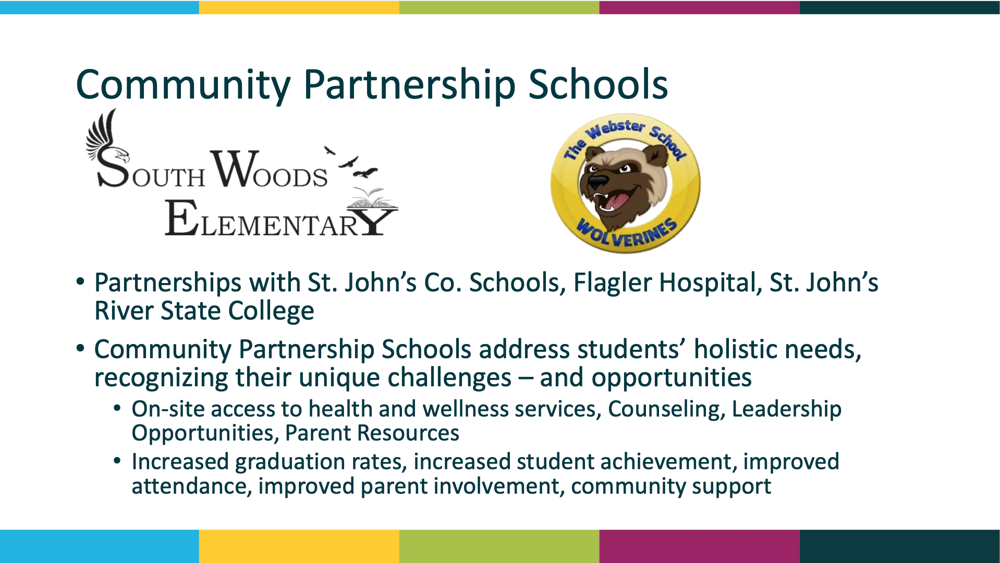 Community Partnership Schools
South Woods
Elementary
The Webster School
WOLVERINES
• Partnerships with St. John’s Co. Schools, Flagler Hospital, St. John’s
River State College
• Community Partnership Schools address students’ holistic needs,
recognizing their unique challenges – and opportunities
• On-site access to health and wellness services, Counseling, Leadership
Opportunities, Parent Resources
• Increased graduation rates, increased student achievement, improved
attendance, improved parent involvement, community support